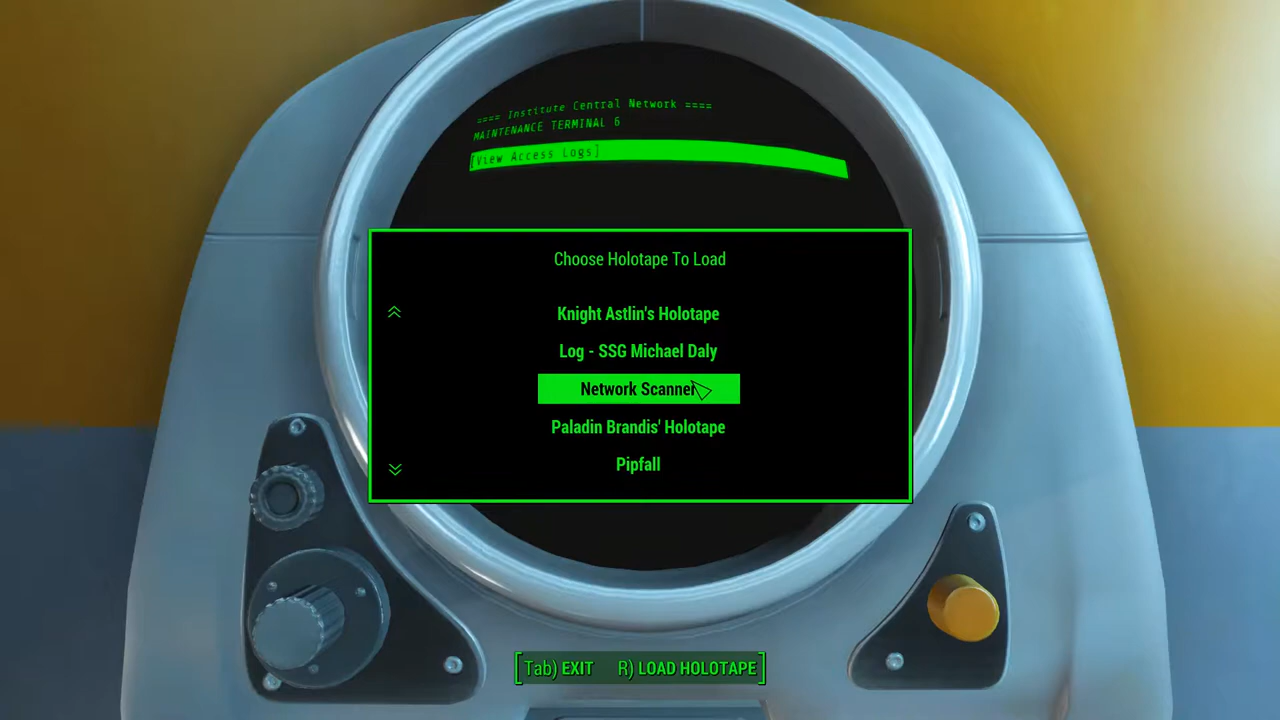 ==== Institute Central Network ====
MAINTENANCE TERMINAL 6
[View Access Logs]
Choose Holotape To Load
Knight Astlin's Holotape
Log - SSG Michael Daly
Network Scanner
Paladin Brandis' Holotape
Pipfall
[Tab) EXIT R) LOAD HOLOTAPE]